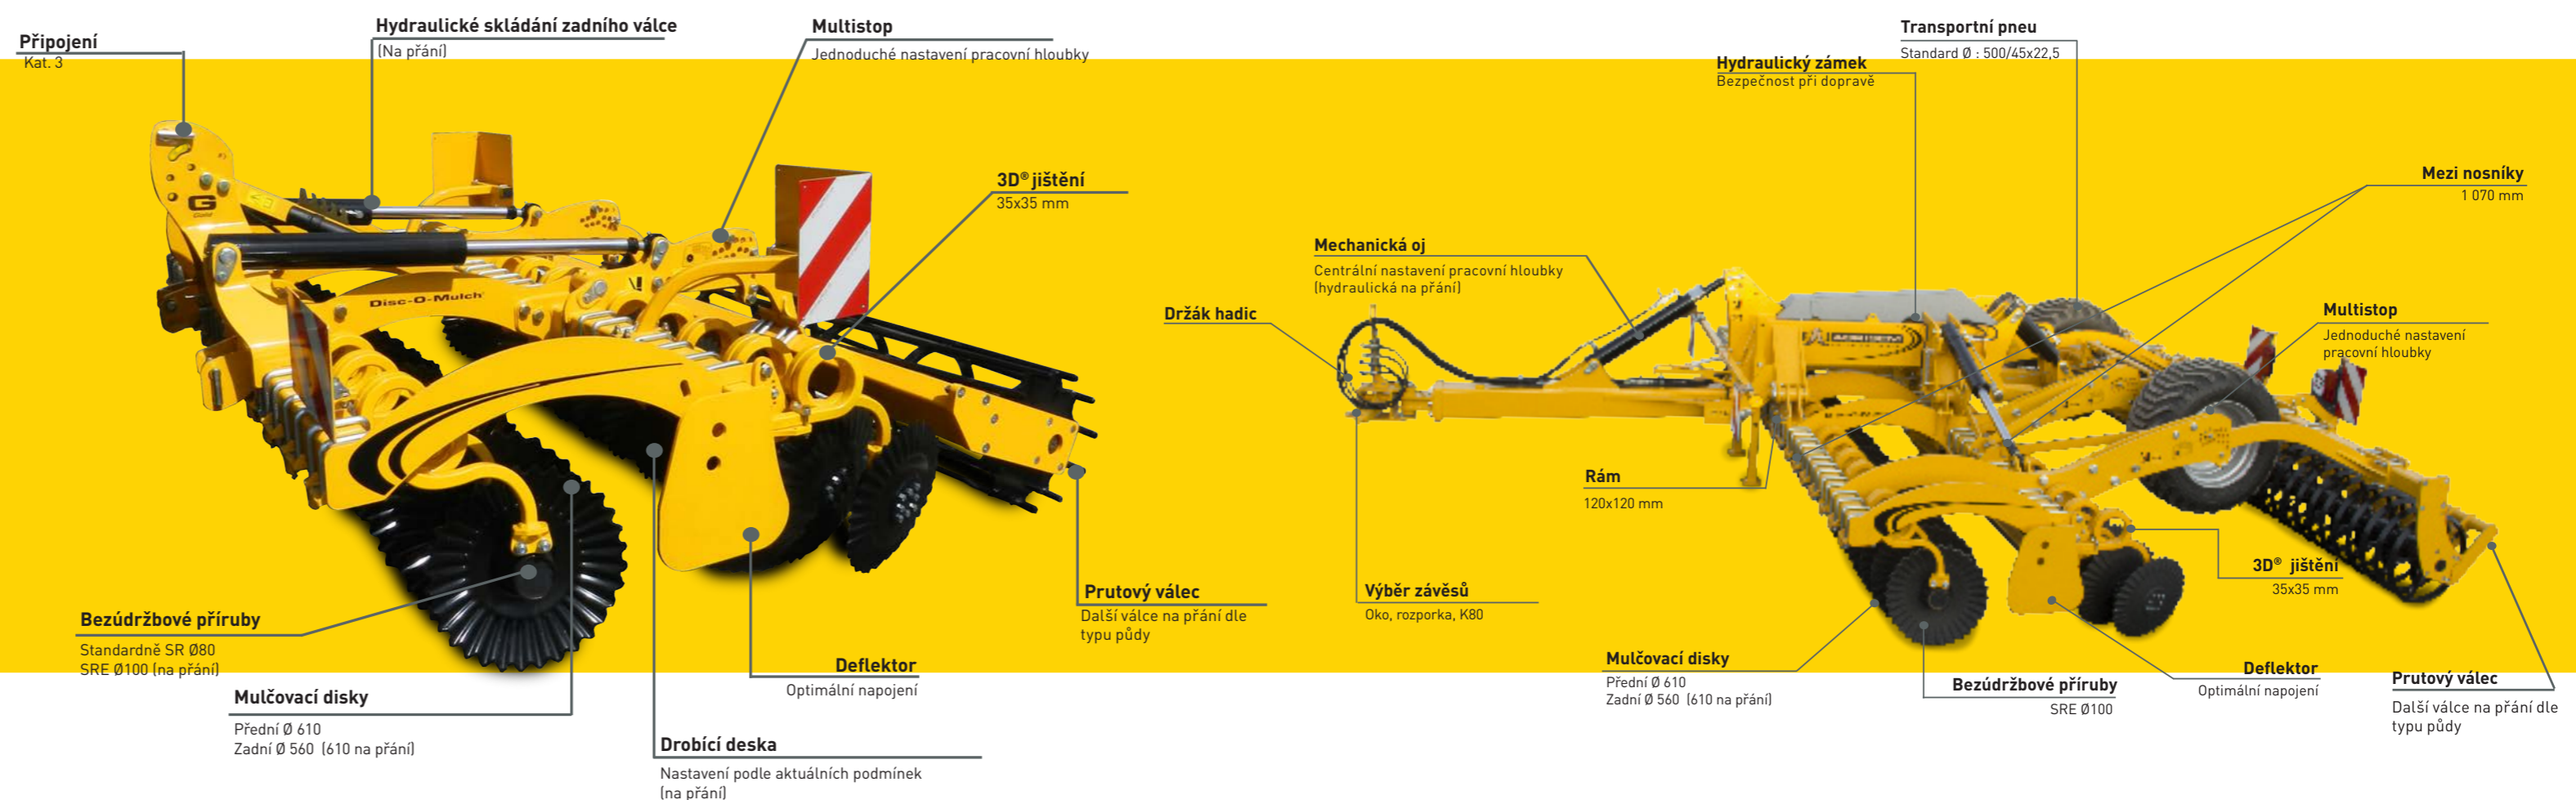 Připojení
Kat. 3
Hydraulické skládání zadního válce
(Na přání)
Multistop
Jednoduché nastavení pracovní hloubky
3D® jištění
35x35 mm
G
Disc-O-Mulch
Bezúdržbové příruby
Standardně SR Ø80
SRE Ø100 (na přání)
Mulčovací disky
Přední Ø 610
Zadní Ø 560 (610 na přání)
Drobící deska
Nastavení podle aktuálních podmínek
(na přání)
Deflektor
Optimální napojení
Prutový válec
Další válce na přání dle
typu půdy
Transportní pneu
Standard Ø : 500/45x22,5
Hydraulický zámek
Bezpečnost při dopravě
Mezi nosníky
1 070 mm
Mechanická oj
Centrální nastavení pracovní hloubky
(hydraulická na přání)
Držák hadic
Multistop
Jednoduché nastavení
pracovní hloubky
AGRISEM
Rám
120x120 mm
Výběr závěsů
Oko, rozporka, K80
3D® jištění
35x35 mm
Mulčovací disky
Přední Ø 610
Zadní Ø 560 (610 na přání)
Bezúdržbové příruby
SRE Ø100
Deflektor
Optimální napojení
Prutový válec
Další válce na přání dle
typu půdy